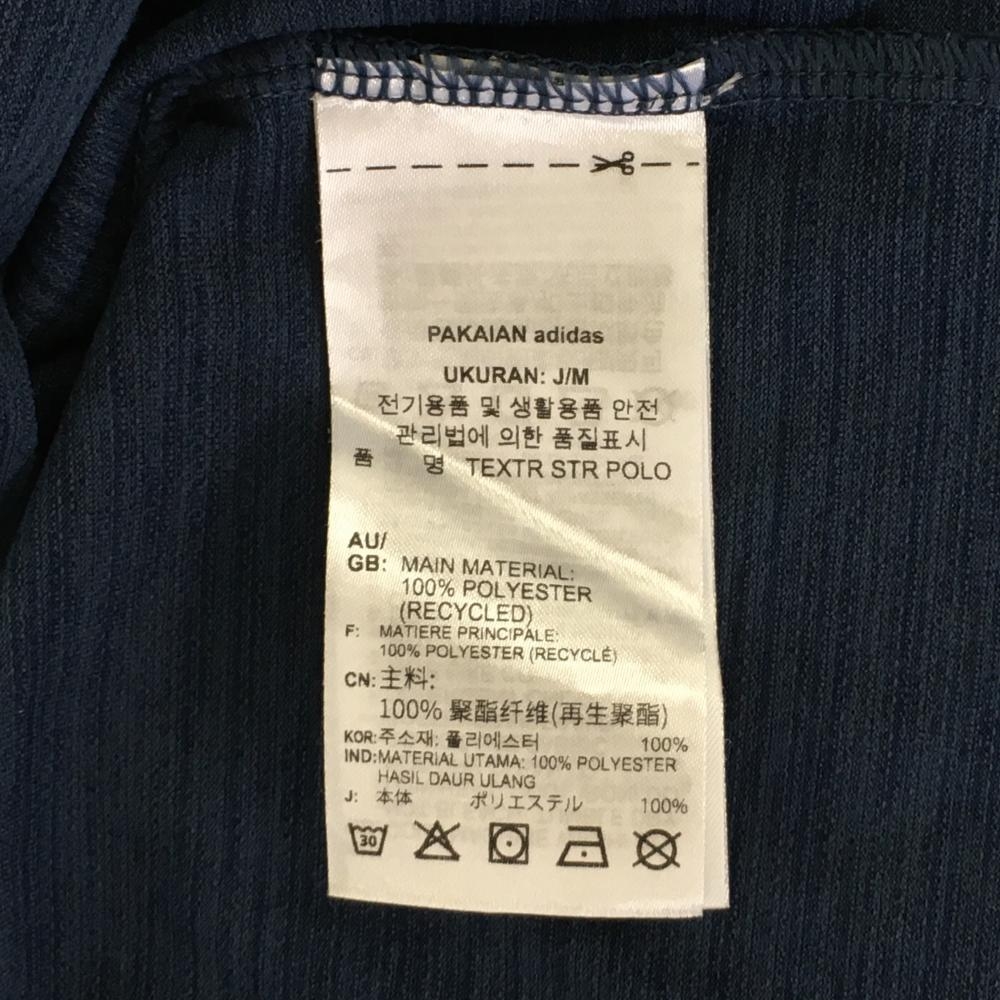 PAKAIAN adidas
UKURAN: J/M
전기용품 및 생활용품 안전
관리법에 의한 품질표시
품 명 TEXTR STR POLO
AU/
GB: MAIN MATERIAL:
100% POLYESTER
(RECYCLED)
F: MATIERE PRINCIPALE:
100% POLYESTER (RECYCLÉ)
CN: 主料:
100% 聚酯纤维(再生聚酯)
KOR: 주소재: 폴리에스터 100%
IND: MATERIAL UTAMA: 100% POLYESTER
HASIL DAUR ULANG
J: 本体 ポリエステル 100%
30